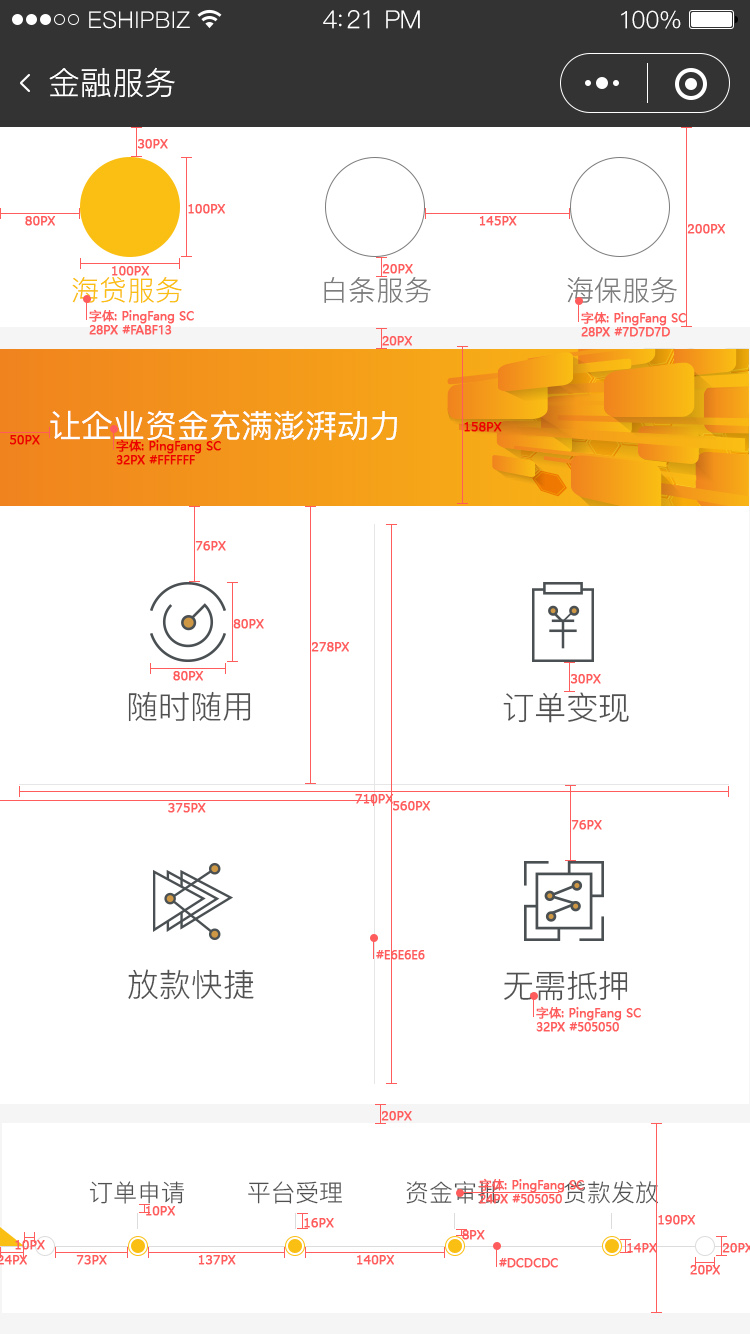 ESHIPBIZ 4:21 PM 100%
金融服务
30PX
80PX 100PX 145PX 200PX
100PX 20PX
海贷服务 白条服务 海保服务
字体: PingFang SC 字体: PingFang SC
28PX #FABF13 28PX #7D7D7D
20PX
让企业资金充满澎湃动力
50PX 158PX
字体: PingFang SC
32PX #FFFFFF
76PX
80PX 278PX
80PX 30PX
随时随用 订单变现
375PX 710PX 560PX
76PX
#E6E6E6
放款快捷 无需抵押
字体: PingFang SC
32PX #505050
20PX
订单申请 平台受理 资金审批 贷款发放
字体: PingFang SC
24PX #505050
10PX 16PX 190PX
10PX 8PX 14PX 20PX
24PX 73PX 137PX 140PX #DCDCDC
20PX